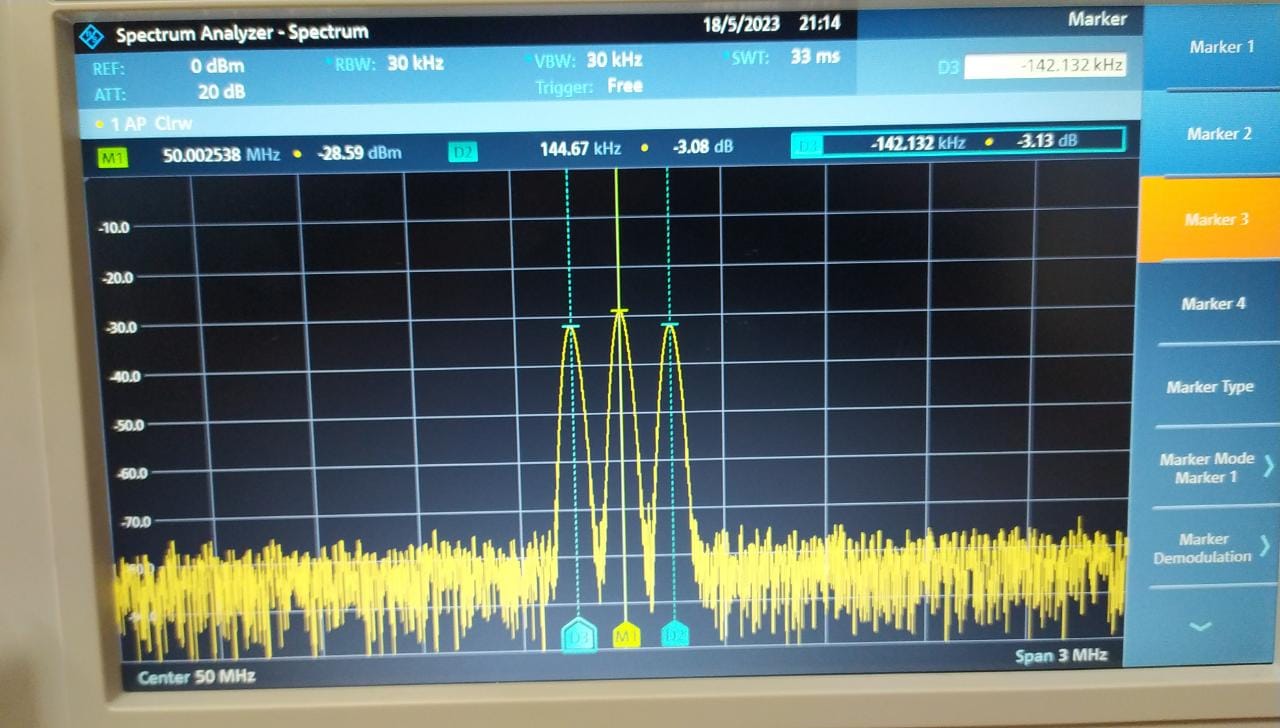 Spectrum Analyzer - Spectrum 18/5/2023 21:14 Marker
REF: 0 dBm RBW: 30 kHz VBW: 30 kHz SWT: 33 ms D3 -142.132 kHz
ATT: 20 dB Trigger: Free
1 AP Clrw
M1 50.002538 MHz -28.59 dBm D2 144.67 kHz -3.08 dB D3 -142.132 kHz -3.13 dB
-10.0
-20.0
-30.0
-40.0
-50.0
-60.0
-70.0
D3 M1 D2
Center 50 MHz Span 3 MHz
Marker 1
Marker 2
Marker 3
Marker 4
Marker Type
Marker Mode
Marker 1
Marker
Demodulation